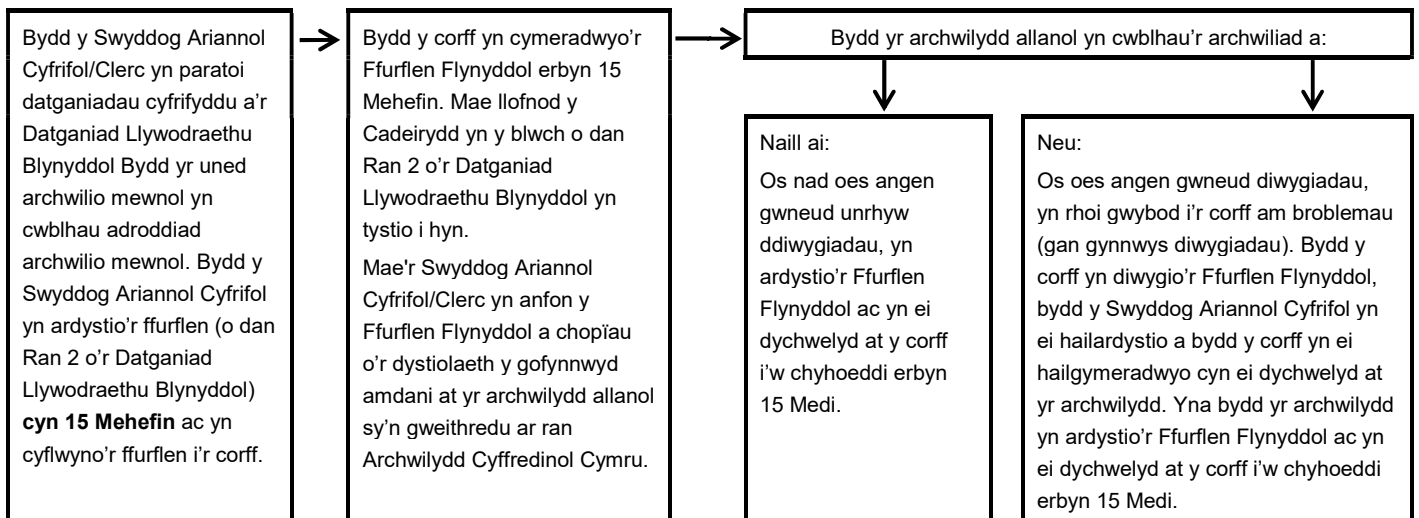 Bydd y Swyddog Ariannol
Cyfrifol/Clerc yn paratoi
datganiadau cyfrifyddu a'r
Datganiad Llywodraethu
Blynyddol Bydd yr uned
archwilio mewnol yn
cwblhau adroddiad
archwilio mewnol. Bydd y
Swyddog Ariannol Cyfrifol
yn ardystio'r ffurflen (o dan
Ran 2 o'r Datganiad
Llywodraethu Blynyddol)
cyn 15 Mehefin ac yn
cyflwyno'r ffurflen i'r corff.
Bydd y corff yn cymeradwyo'r
Ffurflen Flynyddol erbyn 15
Mehefin. Mae llofnod y
Cadeirydd yn y blwch o dan
Ran 2 o'r Datganiad
Llywodraethu Blynyddol yn
tystio i hyn.
Mae'r Swyddog Ariannol
Cyfrifol/Clerc yn anfon y
Ffurflen Flynyddol a chopïau
o'r dystiolaeth y gofynnwyd
amdani at yr archwilydd allanol
sy'n gweithredu ar ran
Archwilydd Cyffredinol Cymru.
Bydd yr archwilydd allanol yn cwblhau'r archwiliad a:
Naill ai:
Os nad oes angen
gwneud unrhyw
ddiwygiadau, yn
ardystio'r Ffurflen
Flynyddol ac yn ei
dychwelyd at y corff
i'w chyhoeddi erbyn
15 Medi.
Neu:
Os oes angen gwneud diwygiadau,
yn rhoi gwybod i'r corff am broblemau
(gan gynnwys diwygiadau). Bydd y
corff yn diwygio'r Ffurflen Flynyddol,
bydd y Swyddog Ariannol Cyfrifol yn
ei hailardystio a bydd y corff yn ei
hailgymeradwyo cyn ei dychwelyd at
yr archwilydd. Yna bydd yr archwilydd
yn ardystio'r Ffurflen Flynyddol ac yn
ei dychwelyd at y corff i'w chyhoeddi
erbyn 15 Medi.